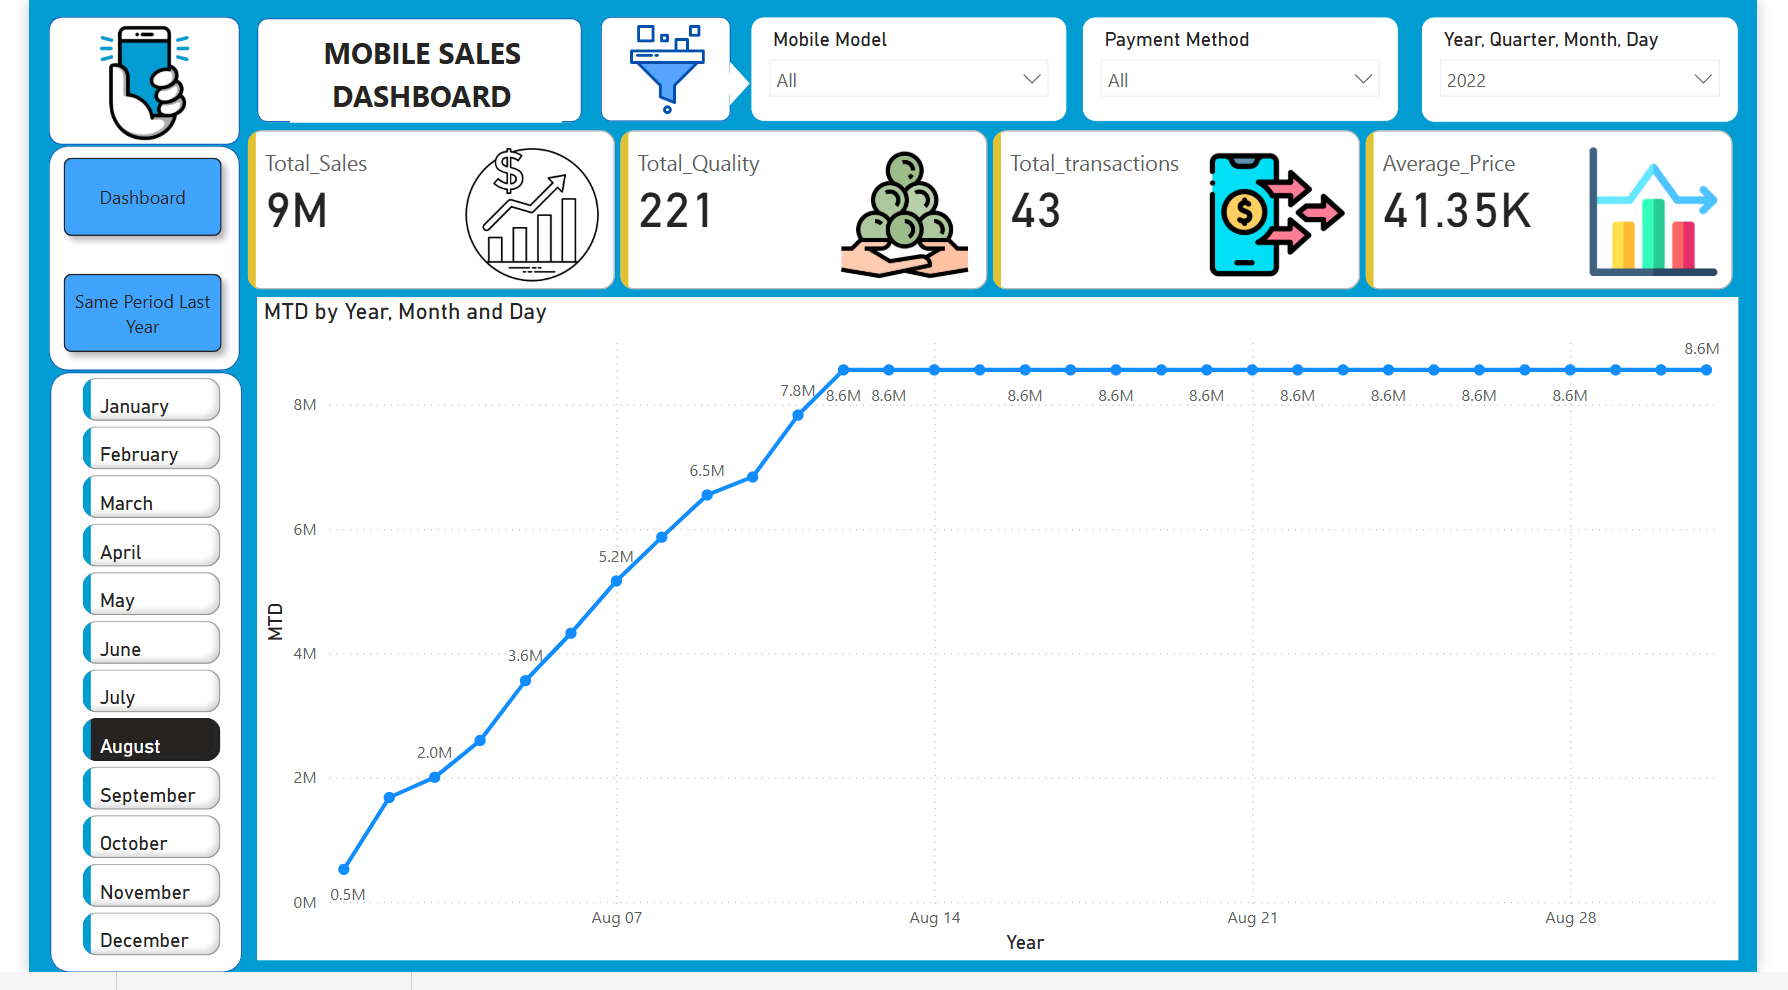 MOBILE SALES
DASHBOARD
Mobile Model
All
Payment Method
All
Year, Quarter, Month, Day
2022
Dashboard
Same Period Last
Year
Total_Sales
9M
$
Total_Quality
221
Total_transactions
43
$
Average_Price
41.35K
January
February
March
April
May
June
July
August
September
October
November
December
MTD by Year, Month and Day
MTD
8M
6M
4M
2M
0M
0.5M
2.0M
3.6M
5.2M
6.5M
7.8M
8.6M
8.6M
8.6M
8.6M
8.6M
8.6M
8.6M
8.6M
8.6M
8.6M
Aug 07
Aug 14
Aug 21
Aug 28
Year